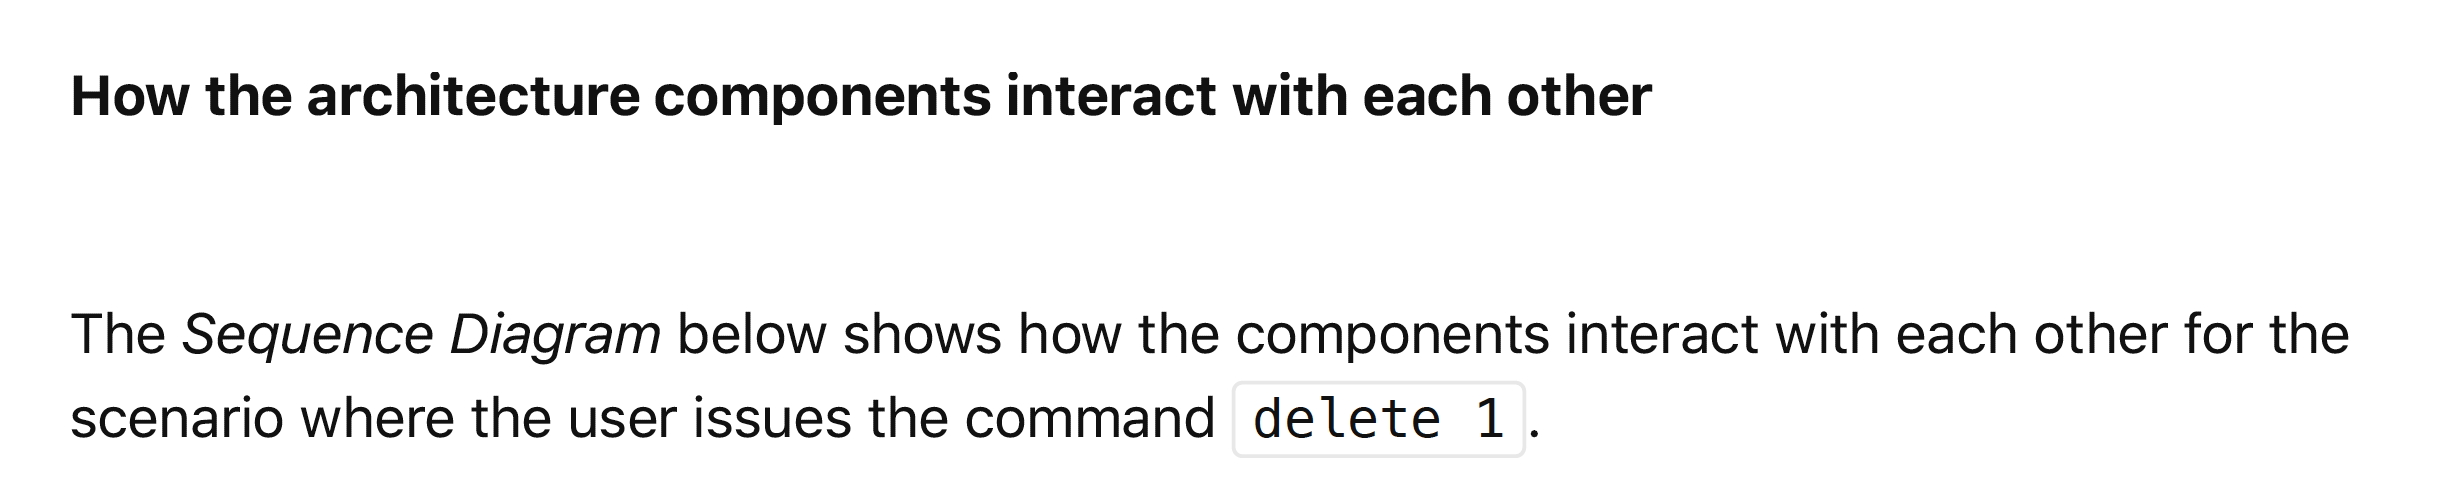 How the architecture components interact with each other
The Sequence Diagram below shows how the components interact with each other for the
scenario where the user issues the command delete 1.